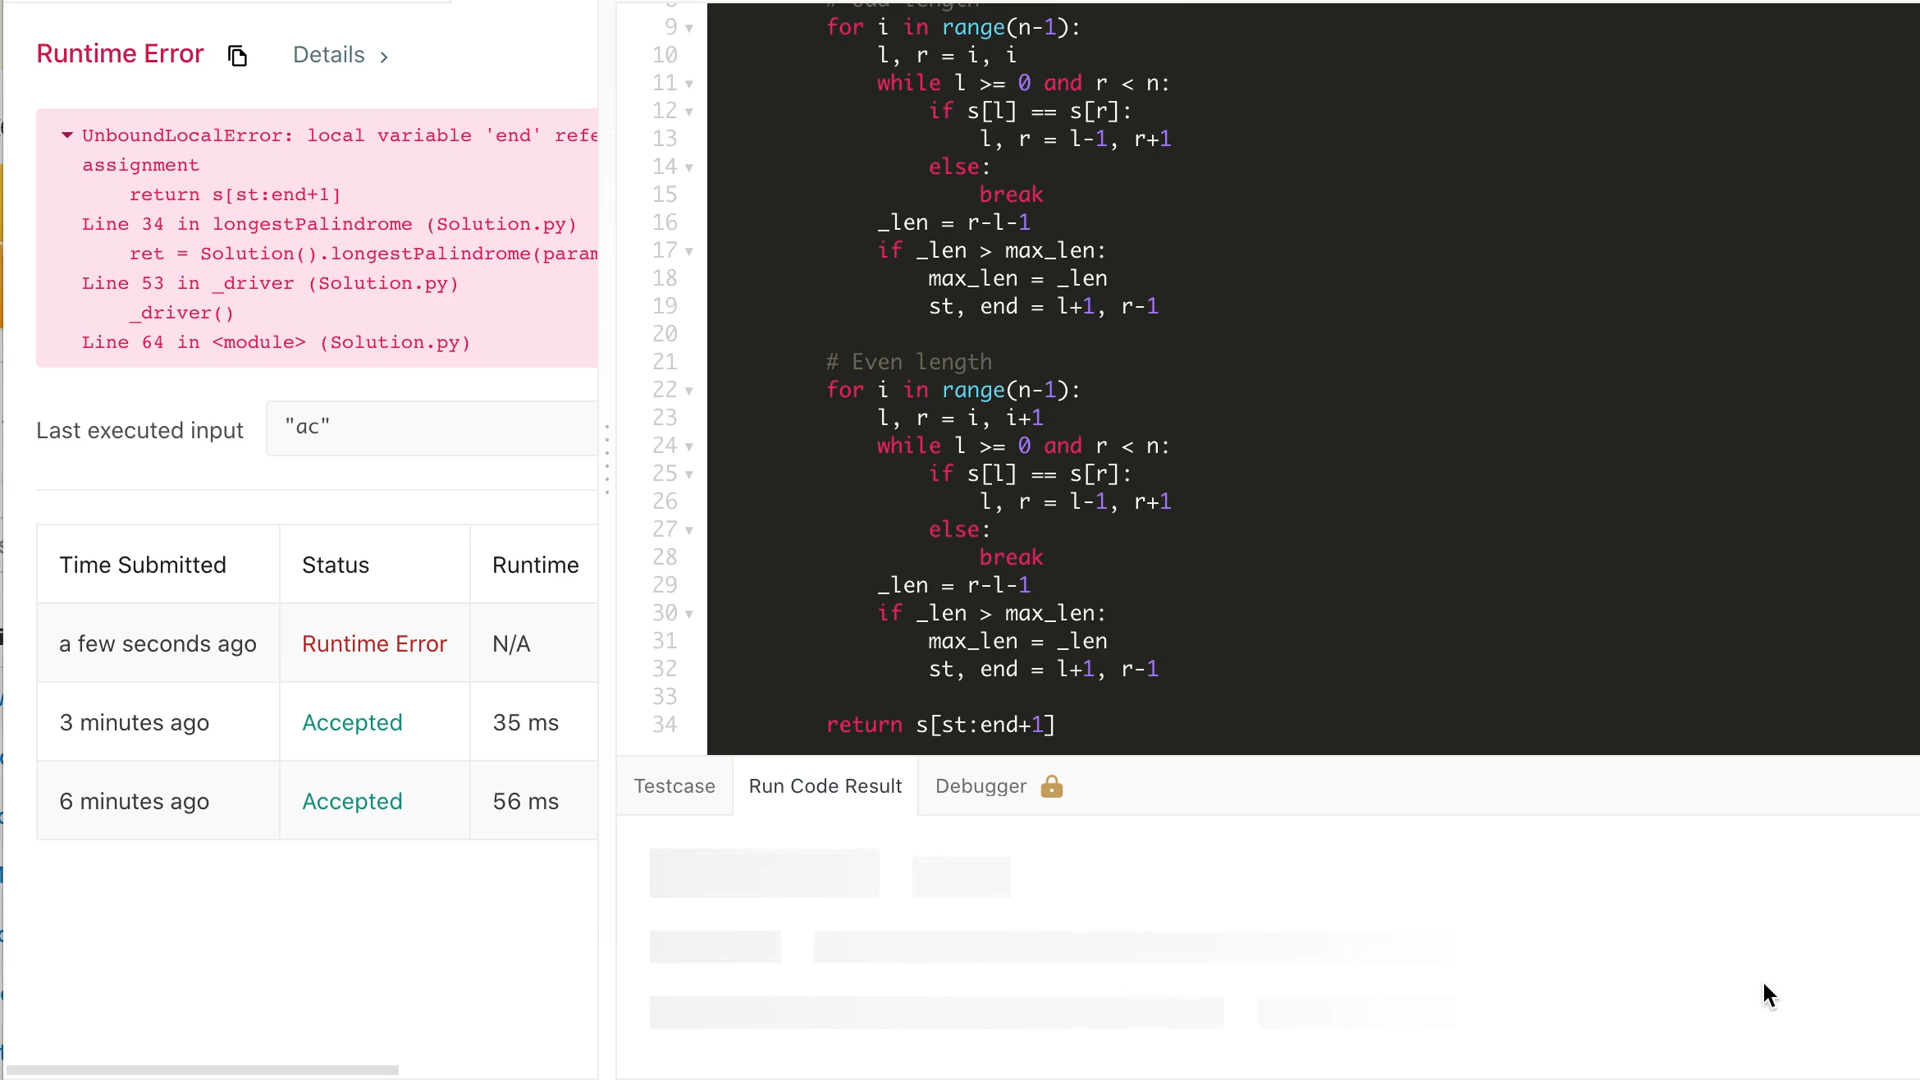 Runtime Error
Details
UnboundLocalError: local variable 'end' refe
assignment
return s[st:end+1]
Line 34 in longestPalindrome (Solution.py)
ret = Solution().longestPalindrome(param
Line 53 in _driver (Solution.py)
_driver()
Line 64 in <module> (Solution.py)
Last executed input
"ac"
Time Submitted Status Runtime
a few seconds ago Runtime Error N/A
3 minutes ago Accepted 35 ms
6 minutes ago Accepted 56 ms
9 for i in range(n-1):
10 l, r = i, i
11 while l >= 0 and r < n:
12 if s[l] == s[r]:
13 l, r = l-1, r+1
14 else:
15 break
16 _len = r-l-1
17 if _len > max_len:
18 max_len = _len
19 st, end = l+1, r-1
20
21 # Even length
22 for i in range(n-1):
23 l, r = i, i+1
24 while l >= 0 and r < n:
25 if s[l] == s[r]:
26 l, r = l-1, r+1
27 else:
28 break
29 _len = r-l-1
30 if _len > max_len:
31 max_len = _len
32 st, end = l+1, r-1
33
34 return s[st:end+1]
Testcase
Run Code Result
Debugger